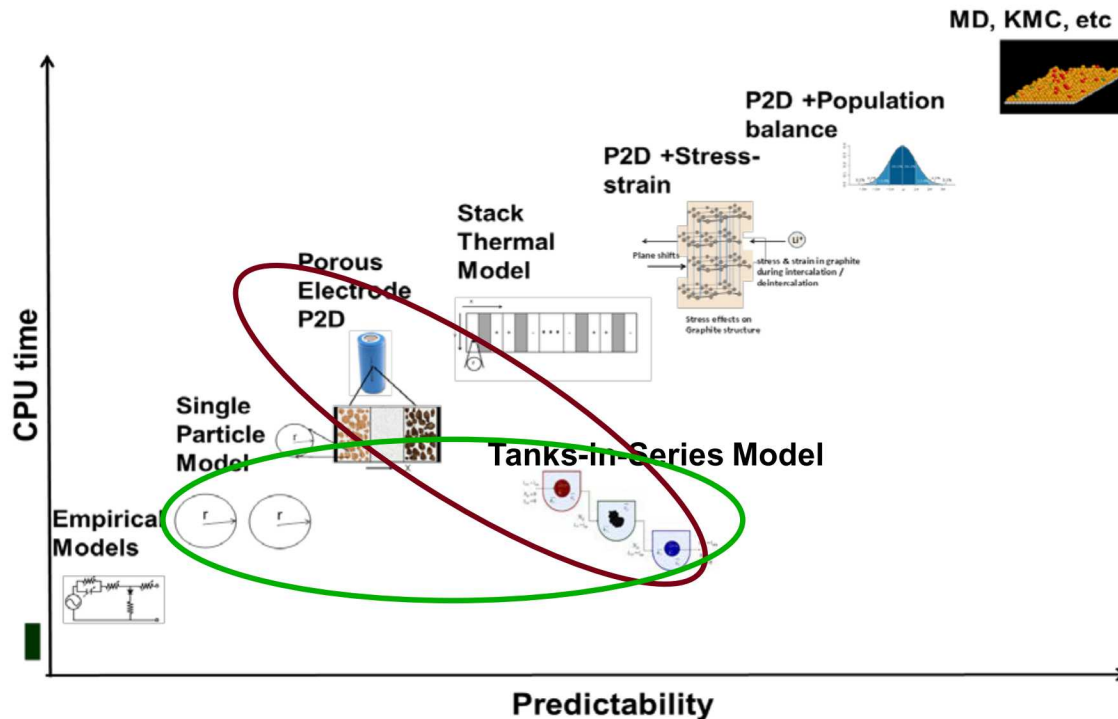 MD, KMC, etc
P2D +Population
balance
P2D +Stress-
strain
Li⁺
Plane shifts
stress & strain in graphite
during intercalation /
deintercalation
Stress effects on
Graphite structure
Stack
Thermal
Model
Porous
Electrode
P2D
X
Single
Particle
Model
r
r
r
Tanks-in-Series Model
Empirical
Models
CPU time
Predictability